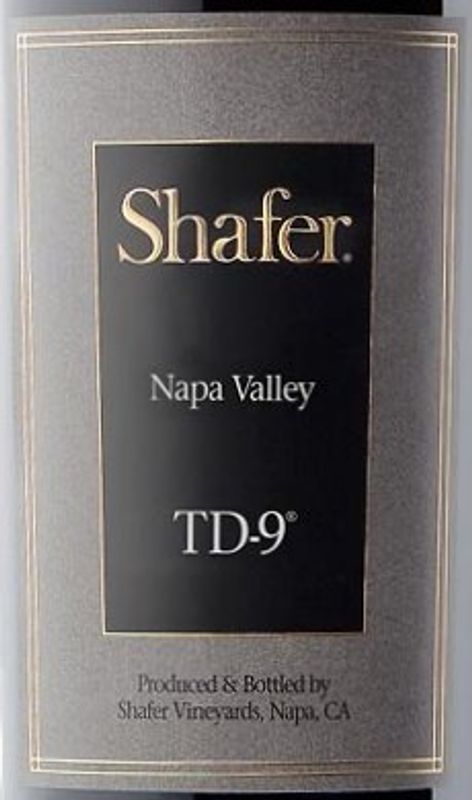 Shafer®
Napa Valley
TD-9®
Produced & Bottled by
Shafer Vineyards, Napa, CA